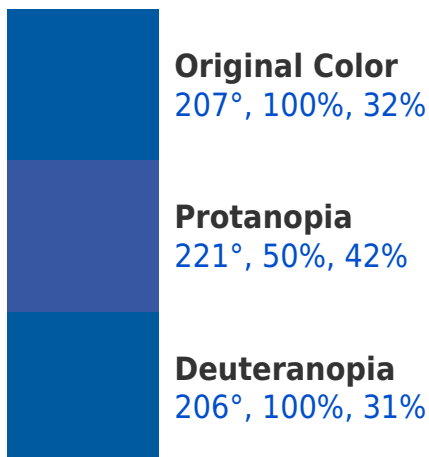 Original Color
207°, 100%, 32%
Protanopia
221°, 50%, 42%
Deuteranopia
206°, 100%, 31%